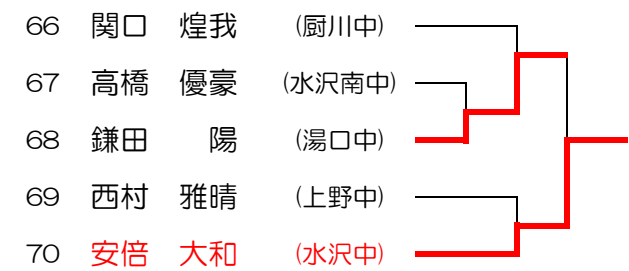 66 関口 煌我 (厨川中)
67 高橋 優豪 (水沢南中)
68 鎌田 陽 (湯口中)
69 西村 雅晴 (上野中)
70 安倍 大和 (水沢中)